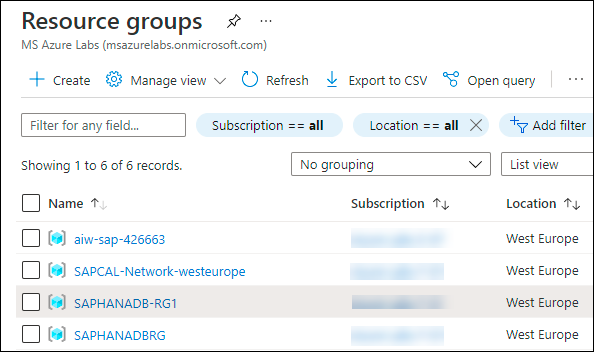 Resource groups
MS Azure Labs (msazurelabs.onmicrosoft.com)
Create Manage view Refresh Export to CSV Open query ...
Filter for any field... Subscription == all Location == all Add filter
Showing 1 to 6 of 6 records. No grouping List view
Name Subscription Location
aiw-sap-426663 West Europe
SAPCAL-Network-westeurope West Europe
SAPHANADB-RG1 West Europe
SAPHANADBRG West Europe